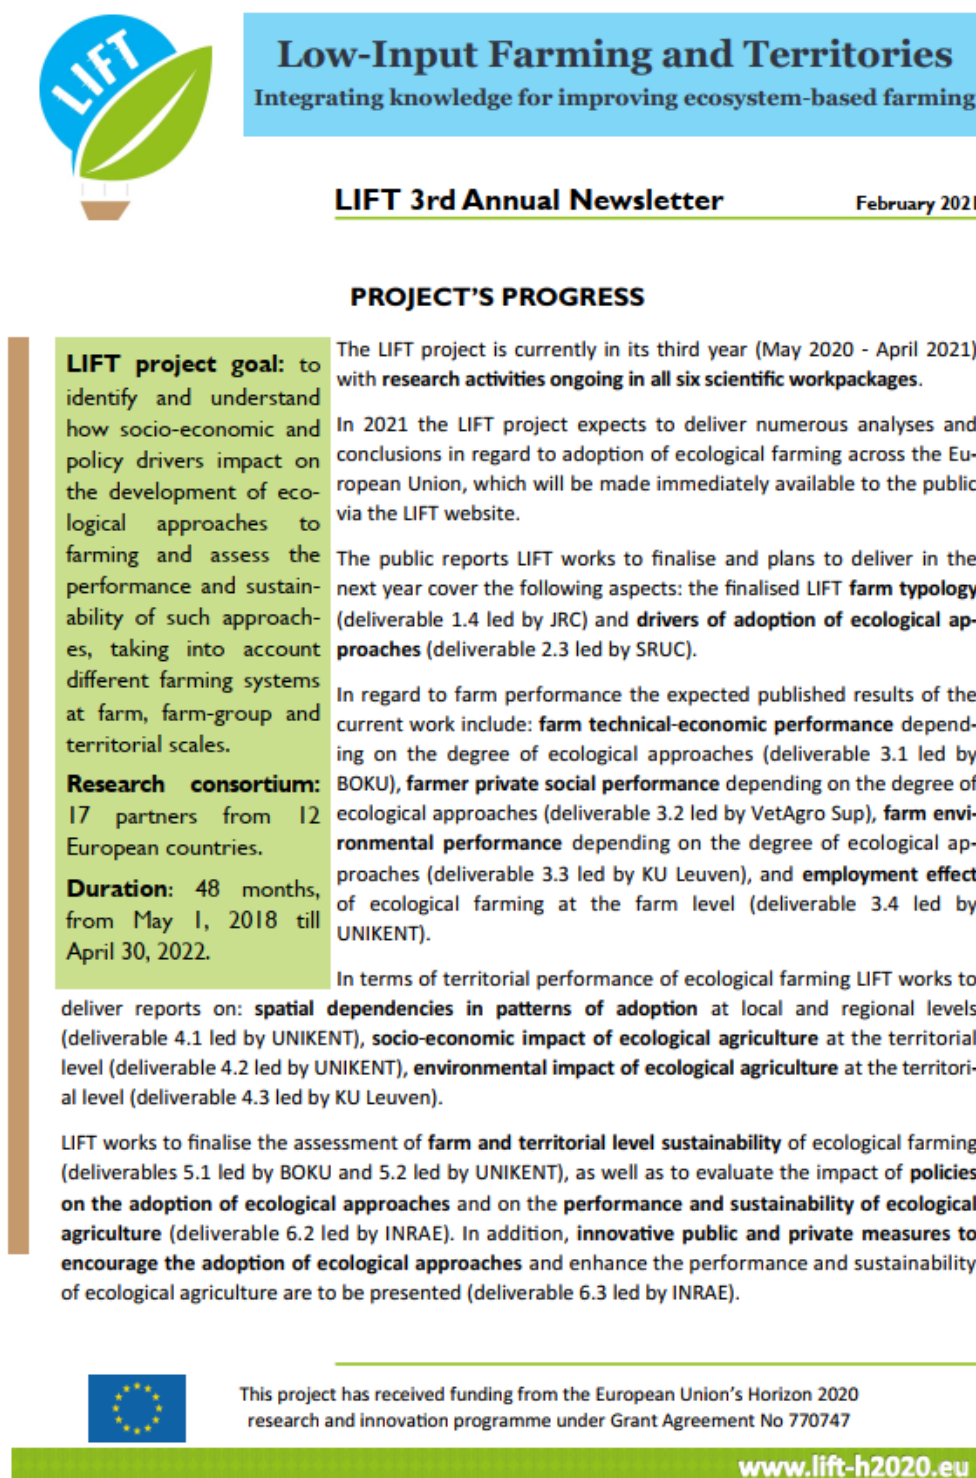 LIFT
Low-Input Farming and Territories
Integrating knowledge for improving ecosystem-based farming
LIFT 3rd Annual Newsletter
February 2021
PROJECT'S PROGRESS
LIFT project goal: to
identify and understand
how socio-economic and
policy drivers impact on
the development of eco-
logical approaches to
farming and assess the
performance and sustain-
ability of such approach-
es, taking into account
different farming systems
at farm, farm-group and
territorial scales.
Research consortium:
17 partners from 12
European countries.
Duration: 48 months,
from May 1, 2018 till
April 30, 2022.
The LIFT project is currently in its third year (May 2020 - April 2021)
with research activities ongoing in all six scientific workpackages.
In 2021 the LIFT project expects to deliver numerous analyses and
conclusions in regard to adoption of ecological farming across the Eu-
ropean Union, which will be made immediately available to the public
via the LIFT website.
The public reports LIFT works to finalise and plans to deliver in the
next year cover the following aspects: the finalised LIFT farm typology
(deliverable 1.4 led by JRC) and drivers of adoption of ecological ap-
proaches (deliverable 2.3 led by SRUC).
In regard to farm performance the expected published results of the
current work include: farm technical-economic performance depend-
ing on the degree of ecological approaches (deliverable 3.1 led by
BOKU), farmer private social performance depending on the degree of
ecological approaches (deliverable 3.2 led by VetAgro Sup), farm envi-
ronmental performance depending on the degree of ecological ap-
proaches (deliverable 3.3 led by KU Leuven), and employment effect
of ecological farming at the farm level (deliverable 3.4 led by
UNIKENT).
In terms of territorial performance of ecological farming LIFT works to
deliver reports on: spatial dependencies in patterns of adoption at local and regional levels
(deliverable 4.1 led by UNIKENT), socio-economic impact of ecological agriculture at the territorial
level (deliverable 4.2 led by UNIKENT), environmental impact of ecological agriculture at the territori-
al level (deliverable 4.3 led by KU Leuven).
LIFT works to finalise the assessment of farm and territorial level sustainability of ecological farming
(deliverables 5.1 led by BOKU and 5.2 led by UNIKENT), as well as to evaluate the impact of policies
on the adoption of ecological approaches and on the performance and sustainability of ecological
agriculture (deliverable 6.2 led by INRAE). In addition, innovative public and private measures to
encourage the adoption of ecological approaches and enhance the performance and sustainability
of ecological agriculture are to be presented (deliverable 6.3 led by INRAE).
This project has received funding from the European Union's Horizon 2020
research and innovation programme under Grant Agreement No 770747
www.lift-h2020.eu